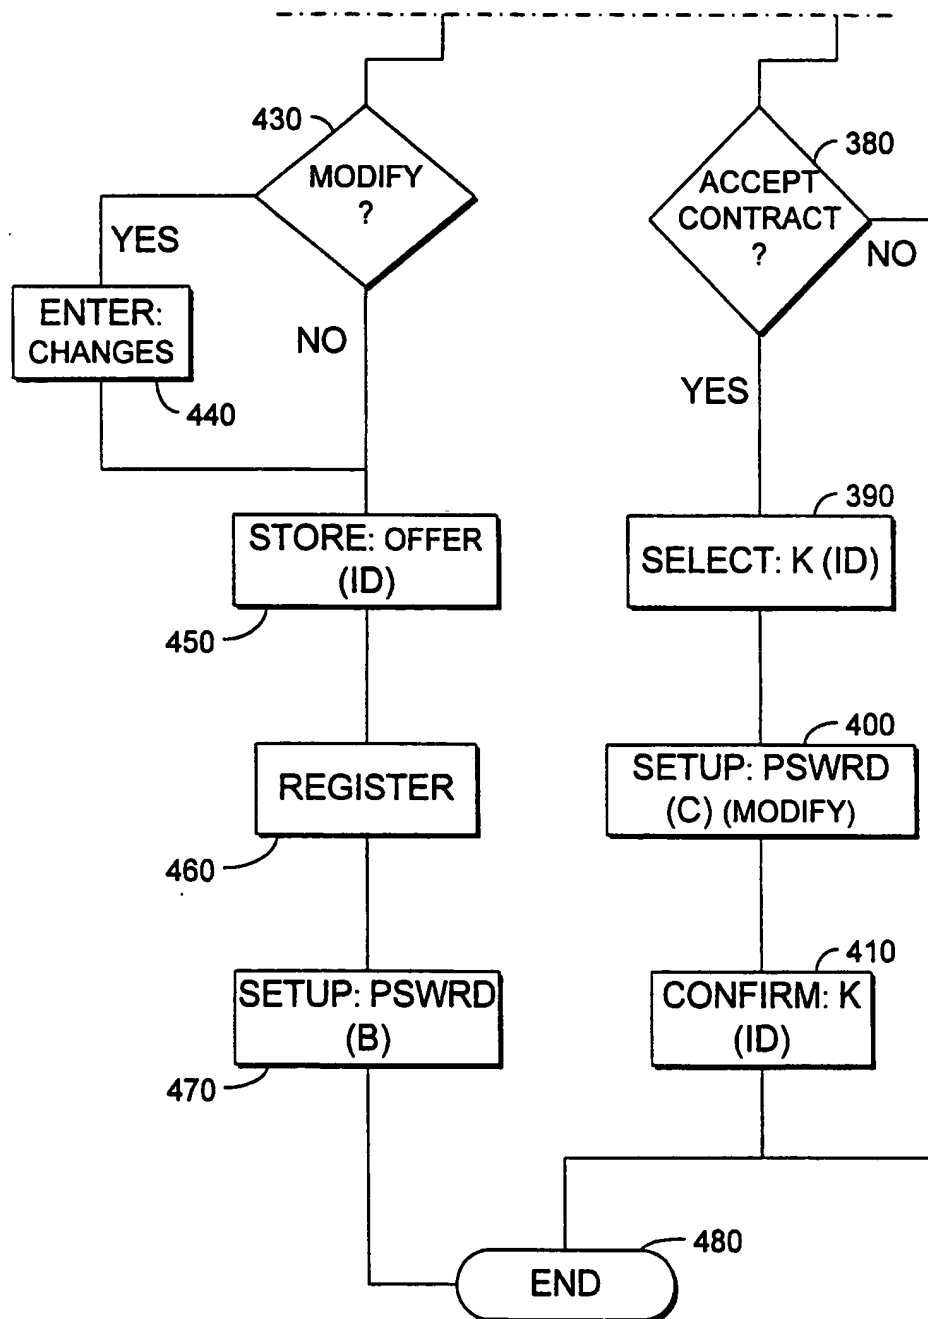 430
MODIFY
?
YES
NO
ENTER:
CHANGES
440
STORE: OFFER
(ID)
450
REGISTER
460
SETUP: PSWRD
(B)
470
380
ACCEPT
CONTRACT
?
NO
YES
390
SELECT: K (ID)
400
SETUP: PSWRD
(C) (MODIFY)
410
CONFIRM: K
(ID)
480
END